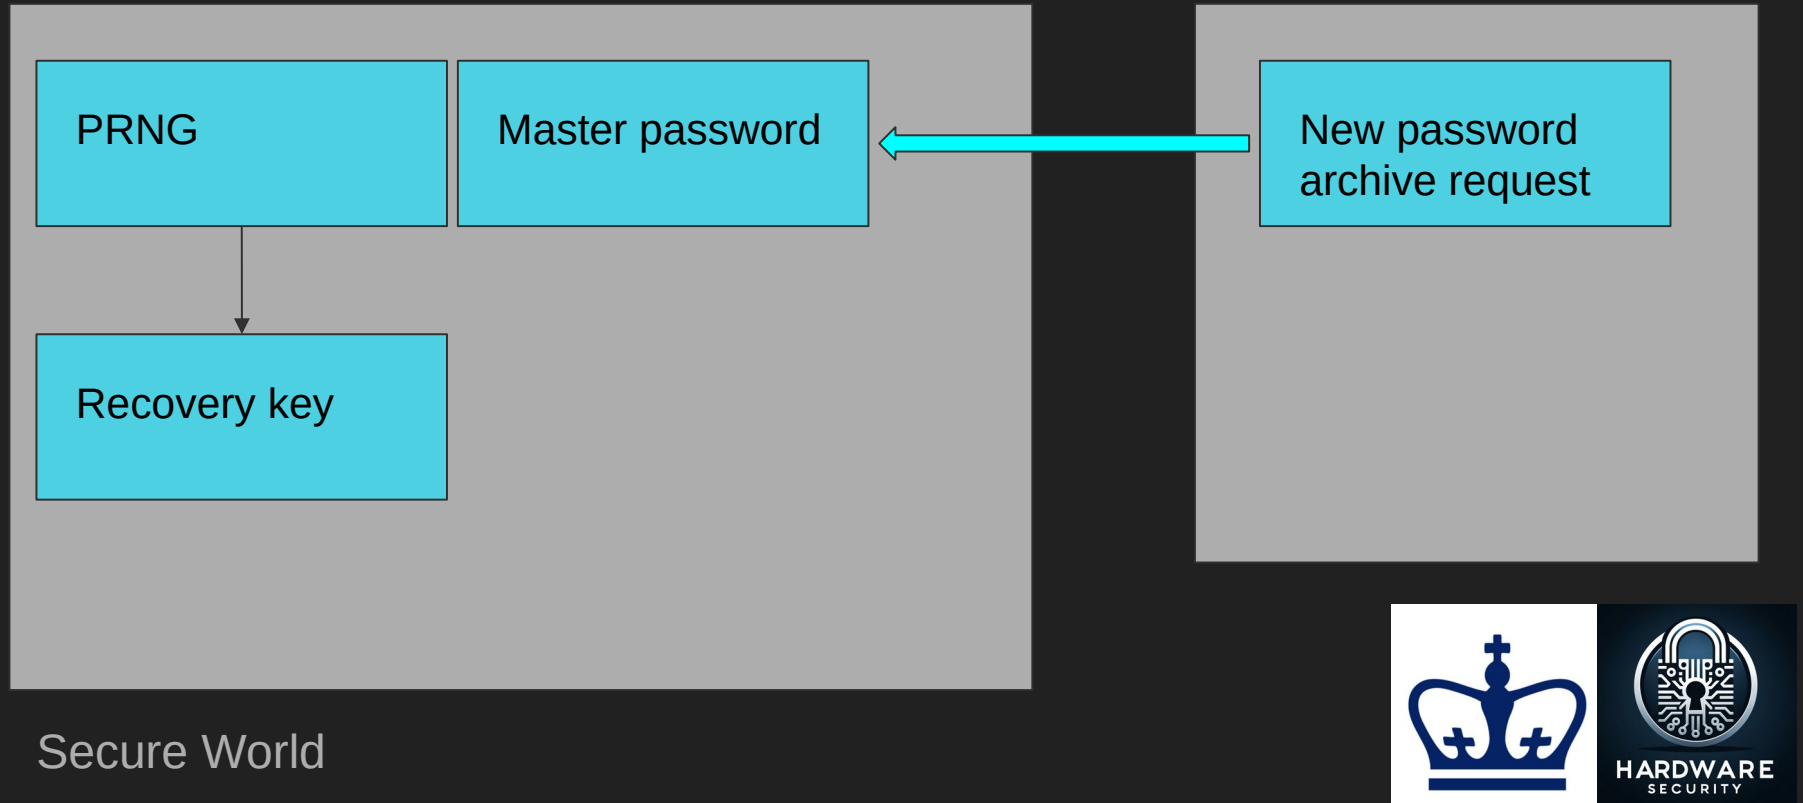 PRNG
Master password
New password
archive request
Recovery key
Secure World
HARDWARE
SECURITY